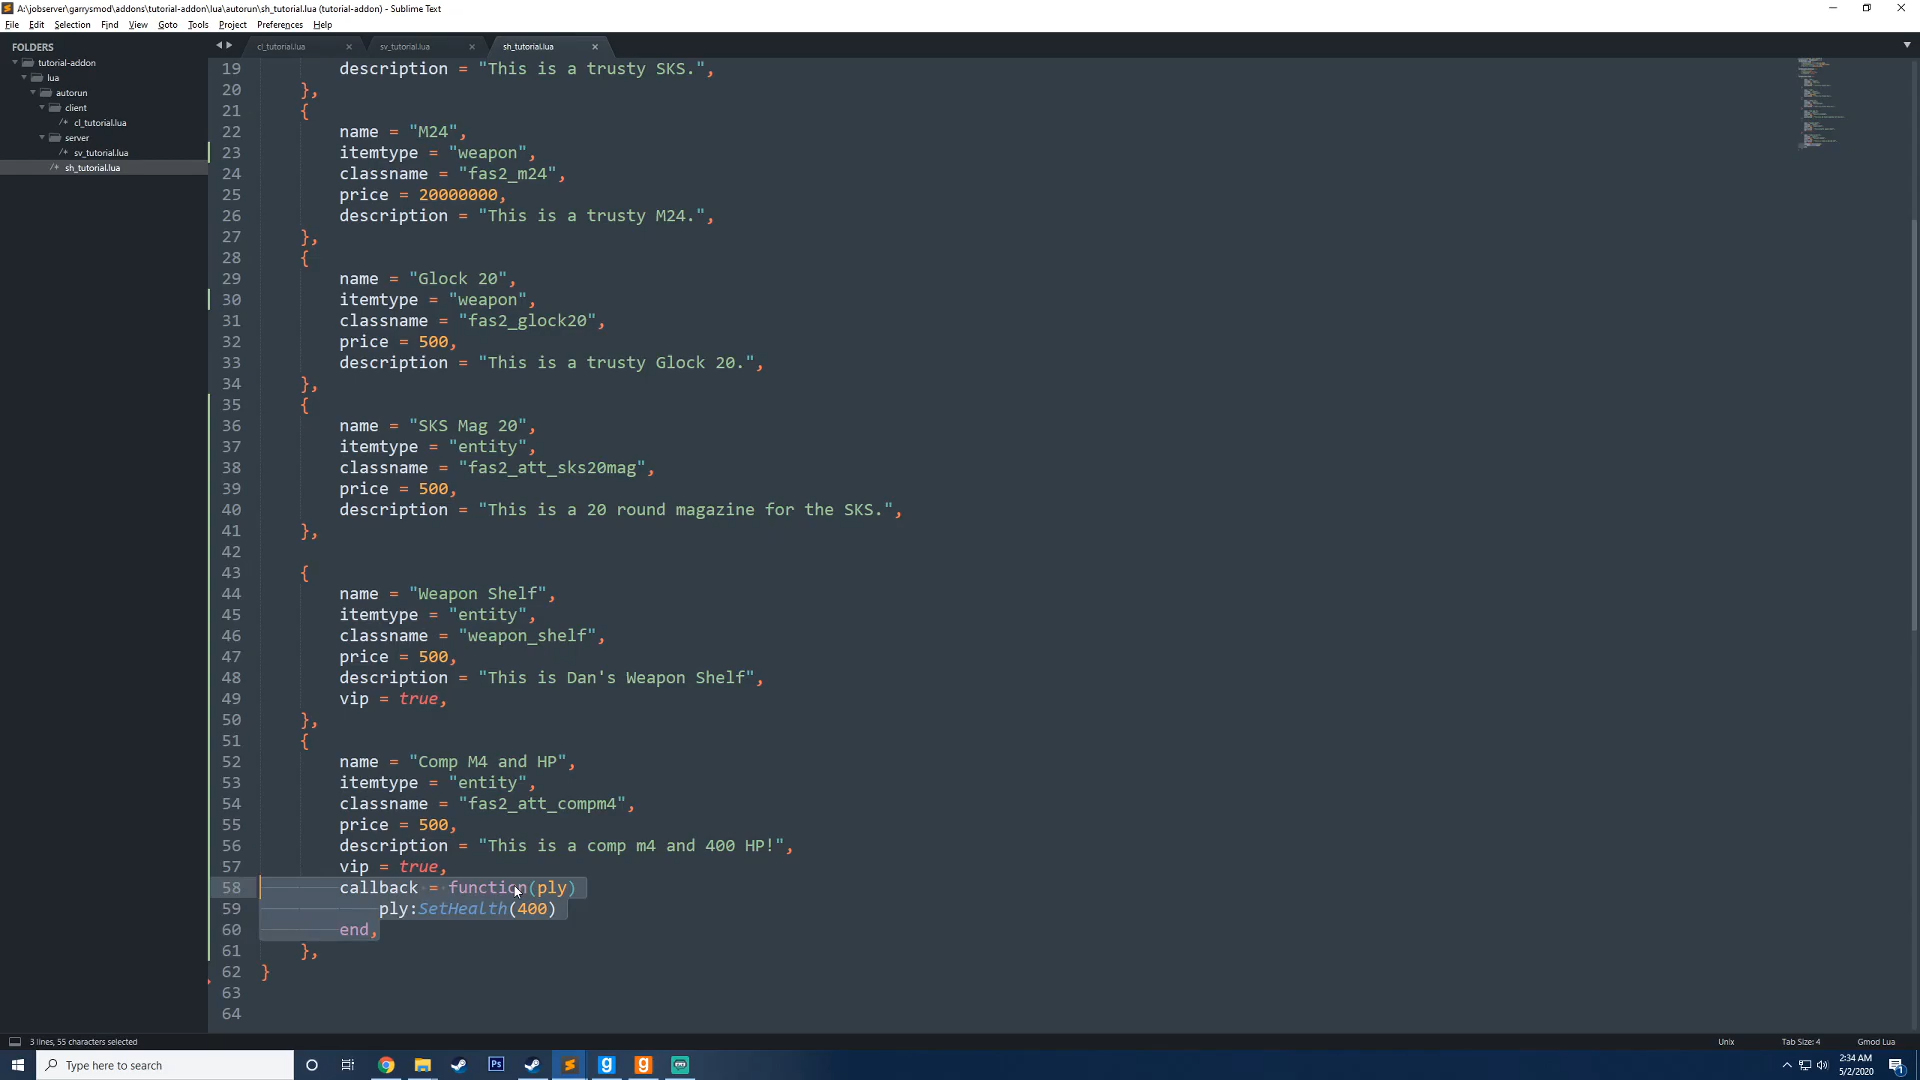 A:\jobserver\garrysmod\addons\tutorial-addon\lua\autorun\sh_tutorial.lua (tutorial-addon) - Sublime Text
File Edit Selection Find View Goto Tools Project Preferences Help
FOLDERS
tutorial-addon
lua
autorun
client
/* cl_tutorial.lua
server
/* sv_tutorial.lua
/* sh_tutorial.lua
cl_tutorial.lua × sv_tutorial.lua × sh_tutorial.lua ×
19 description = "This is a trusty SKS.",
20 },
21 {
22 name = "M24",
23 itemtype = "weapon",
24 classname = "fas2_m24",
25 price = 20000000,
26 description = "This is a trusty M24.",
27 },
28 {
29 name = "Glock 20",
30 itemtype = "weapon",
31 classname = "fas2_glock20",
32 price = 500,
33 description = "This is a trusty Glock 20.",
34 },
35 {
36 name = "SKS Mag 20",
37 itemtype = "entity",
38 classname = "fas2_att_sks20mag",
39 price = 500,
40 description = "This is a 20 round magazine for the SKS.",
41 },
42
43 {
44 name = "Weapon Shelf",
45 itemtype = "entity",
46 classname = "weapon_shelf",
47 price = 500,
48 description = "This is Dan's Weapon Shelf",
49 vip = true,
50 },
51 {
52 name = "Comp M4 and HP",
53 itemtype = "entity",
54 classname = "fas2_att_compm4",
55 price = 500,
56 description = "This is a comp m4 and 400 HP!",
57 vip = true,
58 callback = function(ply)
59 ply:SetHealth(400)
60 end,
61 },
62 }
63
64
3 lines, 55 characters selected
Unix Tab Size: 4 Gmod Lua
Type here to search
Ps
2:34 AM
5/2/2020